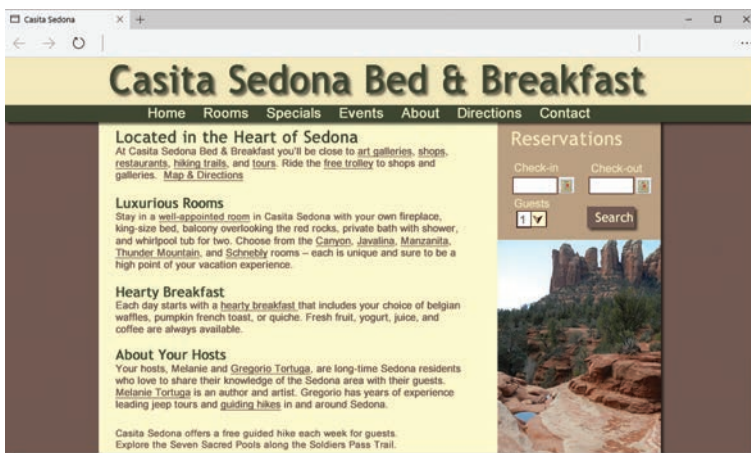 Casita Sedona
Casita Sedona Bed & Breakfast
Home Rooms Specials Events About Directions Contact
Located in the Heart of Sedona
At Casita Sedona Bed & Breakfast you'll be close to art galleries, shops,
restaurants, hiking trails, and tours. Ride the free trolley to shops and
galleries. Map & Directions
Luxurious Rooms
Stay in a well-appointed room in Casita Sedona with your own fireplace,
king-size bed, balcony overlooking the red rocks, private bath with shower,
and whirlpool tub for two. Choose from the Canyon, Javalina, Manzanita,
Thunder Mountain, and Schnebly rooms – each is unique and sure to be a
high point of your vacation experience.
Hearty Breakfast
Each day starts with a hearty breakfast that includes your choice of belgian
waffles, pumpkin french toast, or quiche. Fresh fruit, yogurt, juice, and
coffee are always available.
About Your Hosts
Your hosts, Melanie and Gregorio Tortuga, are long-time Sedona residents
who love to share their knowledge of the Sedona area with their guests.
Melanie Tortuga is an author and artist. Gregorio has years of experience
leading jeep tours and guiding hikes in and around Sedona.
Casita Sedona offers a free guided hike each week for guests.
Explore the Seven Sacred Pools along the Soldiers Pass Trail.
Reservations
Check-in Check-out
Guests
1
Search